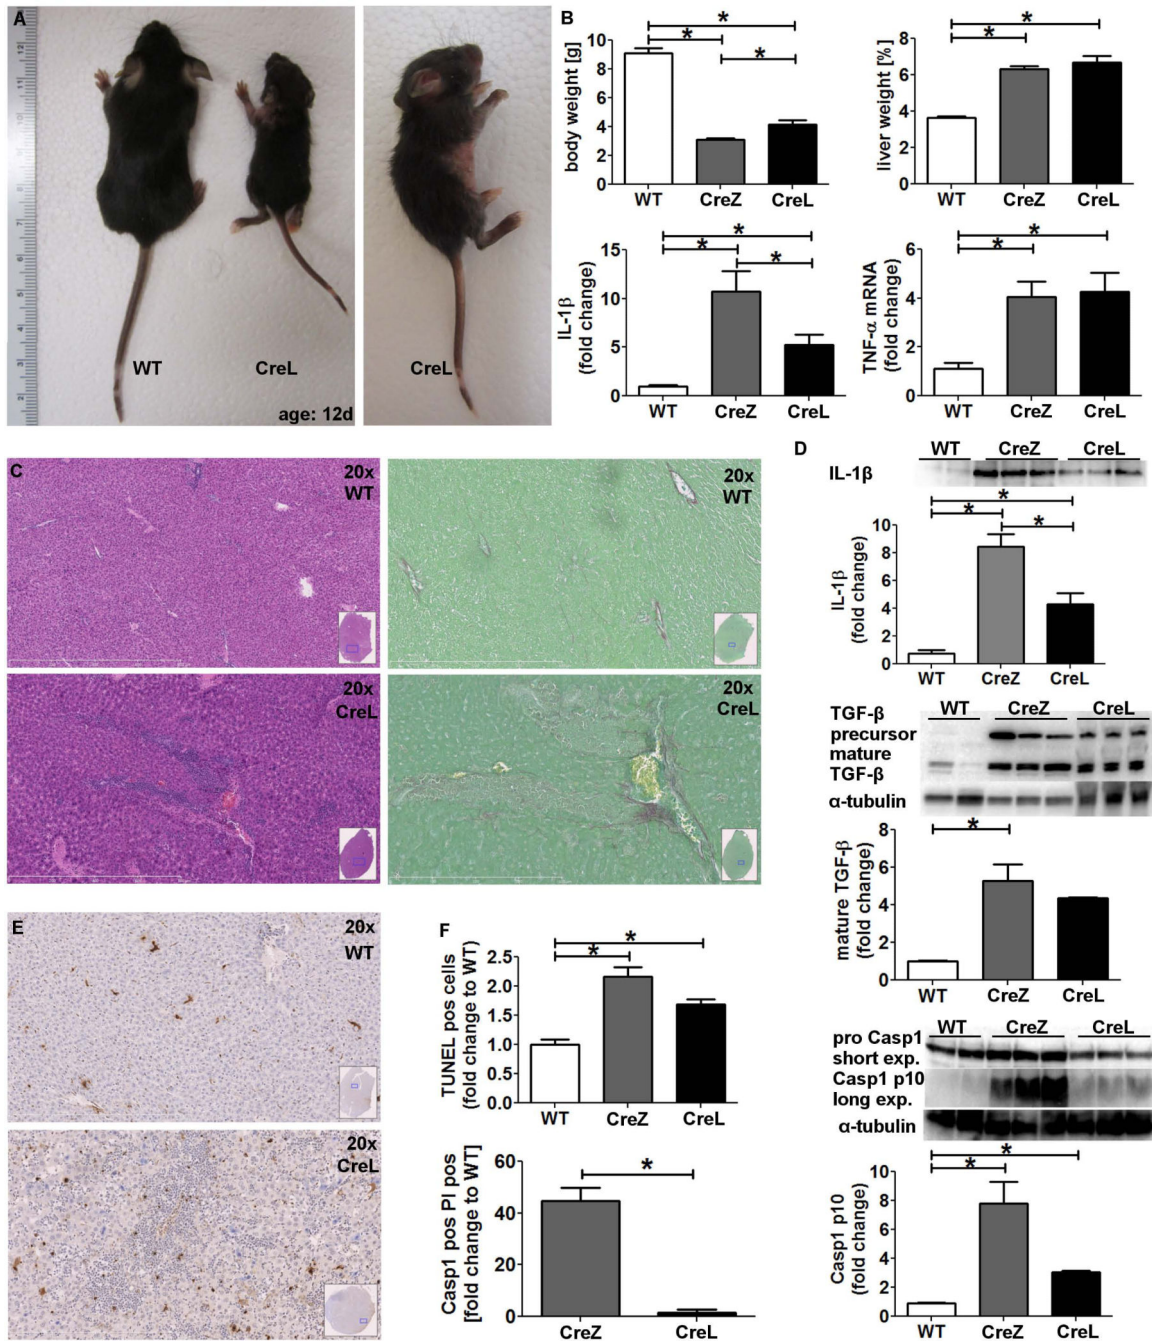 A
WT
CreL
age: 12d
CreL
B
body weight [g]
10
8
6
4
2
0
* * *
WT CreZ CreL
liver weight [%]
8
6
4
2
0
* *
WT CreZ CreL
IL-1β
(fold change)
15
10
5
0
* * *
WT CreZ CreL
TNF-α mRNA
(fold change)
6
4
2
0
* *
WT CreZ CreL
C
20x
WT
20x
WT
20x
CreL
20x
CreL
D
WT CreZ CreL
IL-1β
IL-1β
(fold change)
10
8
6
4
2
0
* * *
WT CreZ CreL
TGF-β
precursor
mature
TGF-β
WT CreZ CreL
α-tubulin
mature TGF-β
(fold change)
8
6
4
2
0
*
WT CreZ CreL
WT CreZ CreL
pro Casp1
short exp.
Casp1 p10
long exp.
α-tubulin
Casp1 p10
(fold change)
10
8
6
4
2
0
* *
WT CreZ CreL
E
20x
WT
20x
CreL
F
TUNEL pos cells
(fold change to WT)
2.5
2.0
1.5
1.0
0.5
0.0
* *
WT CreZ CreL
Casp1 pos PI pos
[fold change to WT]
60
40
20
0
*
CreZ CreL